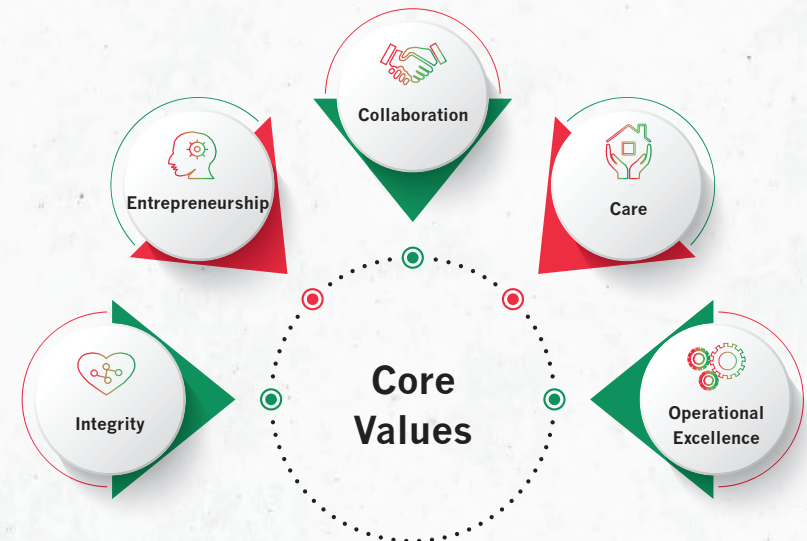 Collaboration
Entrepreneurship
Care
Integrity
Core
Values
Operational
Excellence